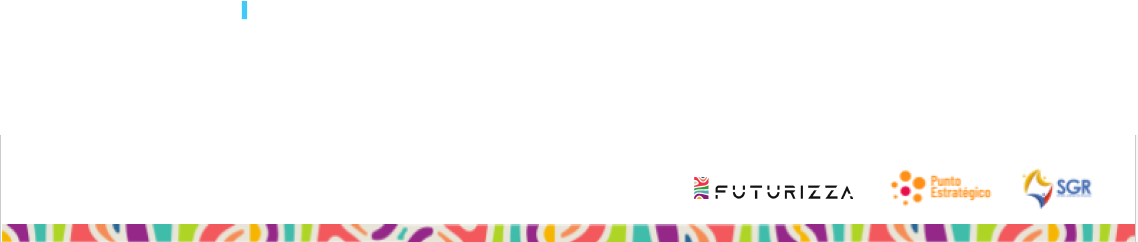 FUTURIZZA
Punto
Estratégico
SGR